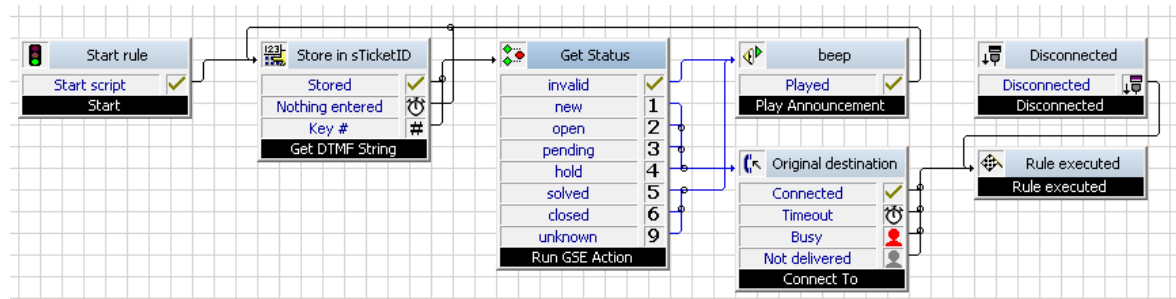 Start rule
Start script
Start
123
Store in sTicketID
Stored
Nothing entered
Key # #
Get DTMF String
Get Status
invalid
new 1
open 2
pending 3
hold 4
solved 5
closed 6
unknown 9
Run GSE Action
beep
Played
Play Announcement
Original destination
Connected
Timeout
Busy
Not delivered
Connect To
Disconnected
Disconnected
Disconnected
Rule executed
Rule executed